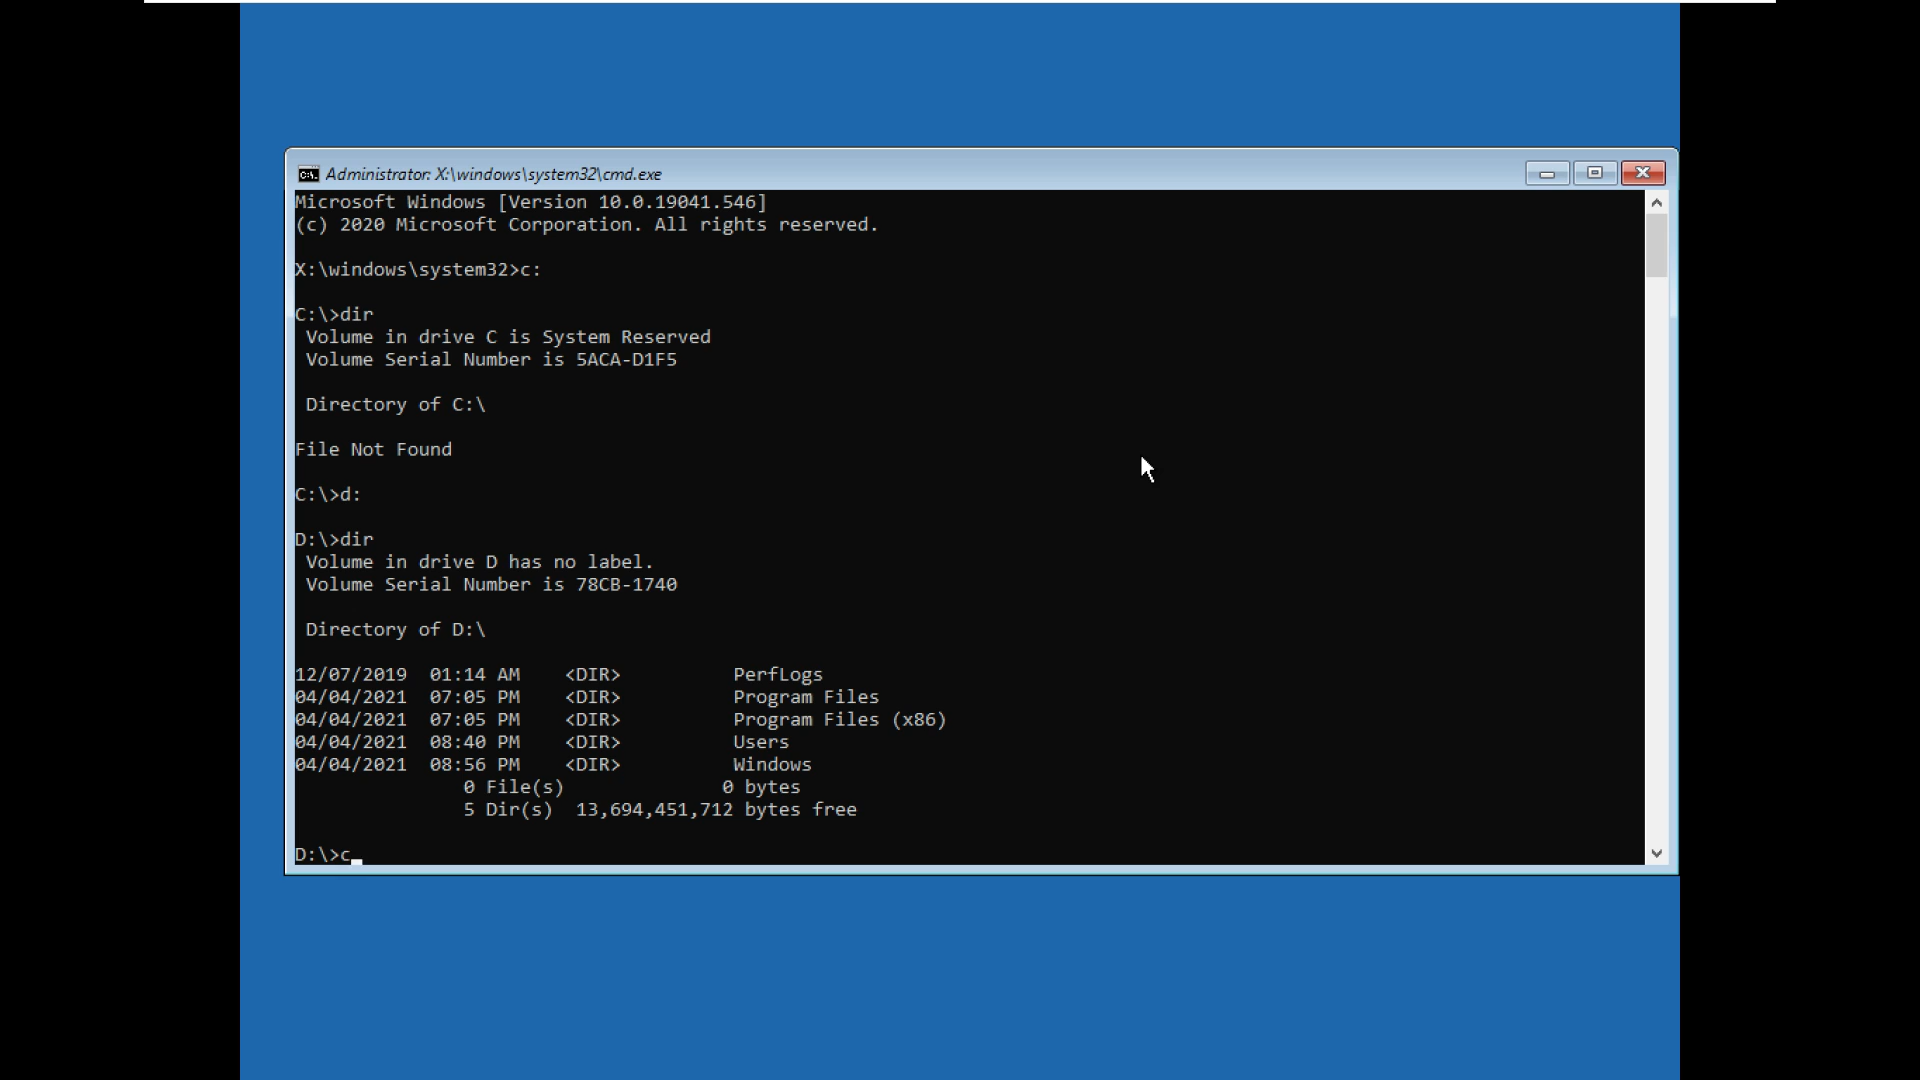 Administrator: X:\windows\system32\cmd.exe
Microsoft Windows [Version 10.0.19041.546]
(c) 2020 Microsoft Corporation. All rights reserved.
X:\windows\system32>c:
C:\>dir
Volume in drive C is System Reserved
Volume Serial Number is 5ACA-D1F5
Directory of C:\
File Not Found
C:\>d:
D:\>dir
Volume in drive D has no label.
Volume Serial Number is 78CB-1740
Directory of D:\
12/07/2019  01:14 AM    <DIR>          PerfLogs
04/04/2021  07:05 PM    <DIR>          Program Files
04/04/2021  07:05 PM    <DIR>          Program Files (x86)
04/04/2021  08:40 PM    <DIR>          Users
04/04/2021  08:56 PM    <DIR>          Windows
0 File(s)              0 bytes
5 Dir(s)  13,694,451,712 bytes free
D:\>c